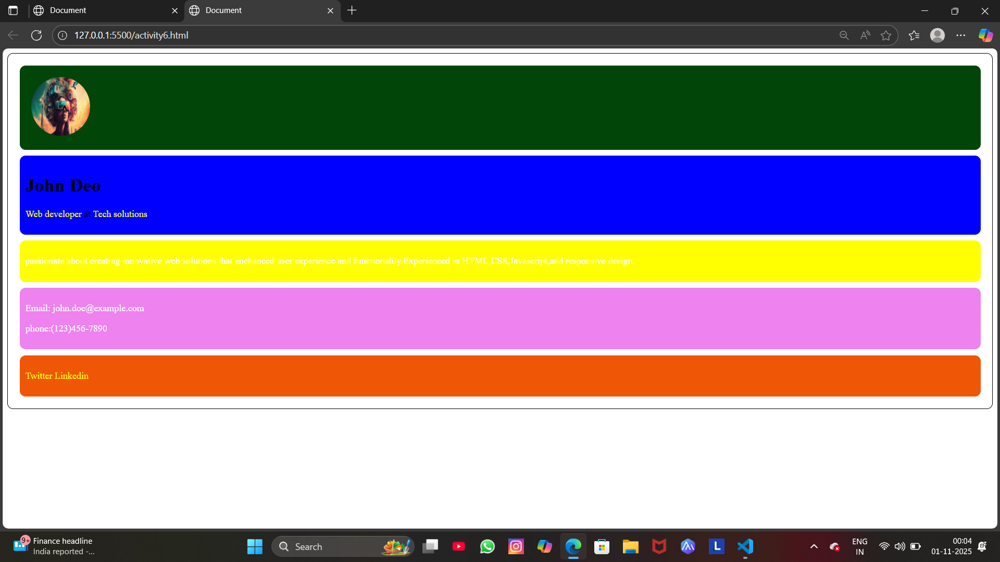 Document
Document
127.0.0.1:5500/activity6.html
John Deo
Web developer at Tech solutions
passionate about creating innovative web solutions that enchanced user experience and functionality.Experienced in HTML,CSS,Javascript,and responsive design.
Email: john.doe@example.com
phone:(123)456-7890
Twitter Linkedin
9+
Finance headline
India reported -...
Search
L
ENG
IN
00:04
01-11-2025